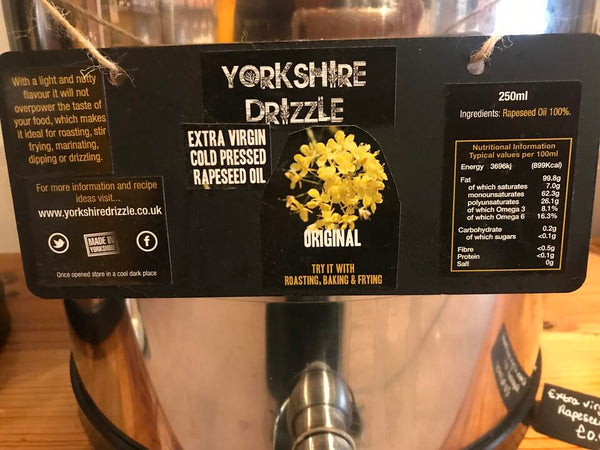 With a light and nutty
flavour it will not
overpower the taste of
your food, which makes
it ideal for roasting, stir
frying, marinating,
dipping or drizzling.
For more information and recipe
ideas visit...
www.yorkshiredrizzle.co.uk
MADE IN
YORKSHIRE
Once opened store in a cool dark place
YORKSHIRE
DRIZZLE
EXTRA VIRGIN
COLD PRESSED
RAPESEED OIL
ORIGINAL
TRY IT WITH
ROASTING, BAKING & FRYING
250ml
Ingredients: Rapeseed Oil 100%.
Nutritional Information
Typical values per 100ml
Energy 3696kj (899Kcal)
Fat 99.8g
of which saturates 7.0g
monounsaturates 62.3g
polyunsaturates 26.1g
of which Omega 3 8.1%
of which Omega 6 16.3%
Carbohydrate 0.2g
of which sugars <0.1g
Fibre <0.5g
Protein <0.1g
Salt 0g
Extra
Rapese
£0.